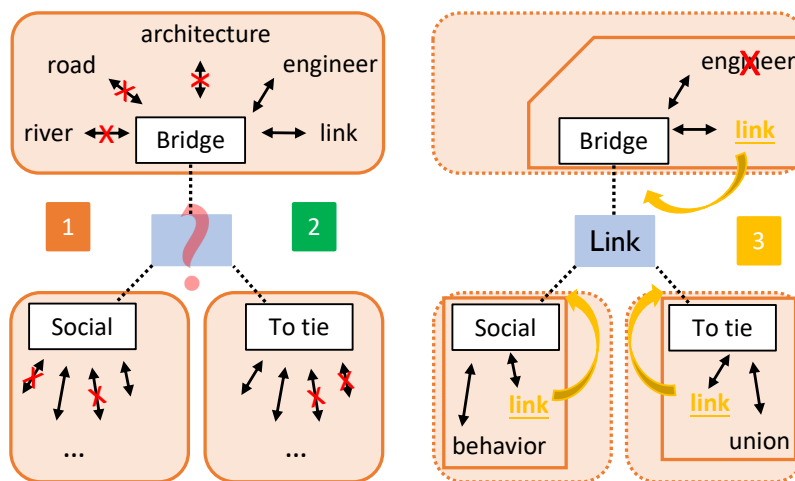 architecture
road
engineer
river
Bridge
link
1
?
2
Social
To tie
...
...
engineer
Bridge
link
Link
3
Social
To tie
link
link
behavior
union